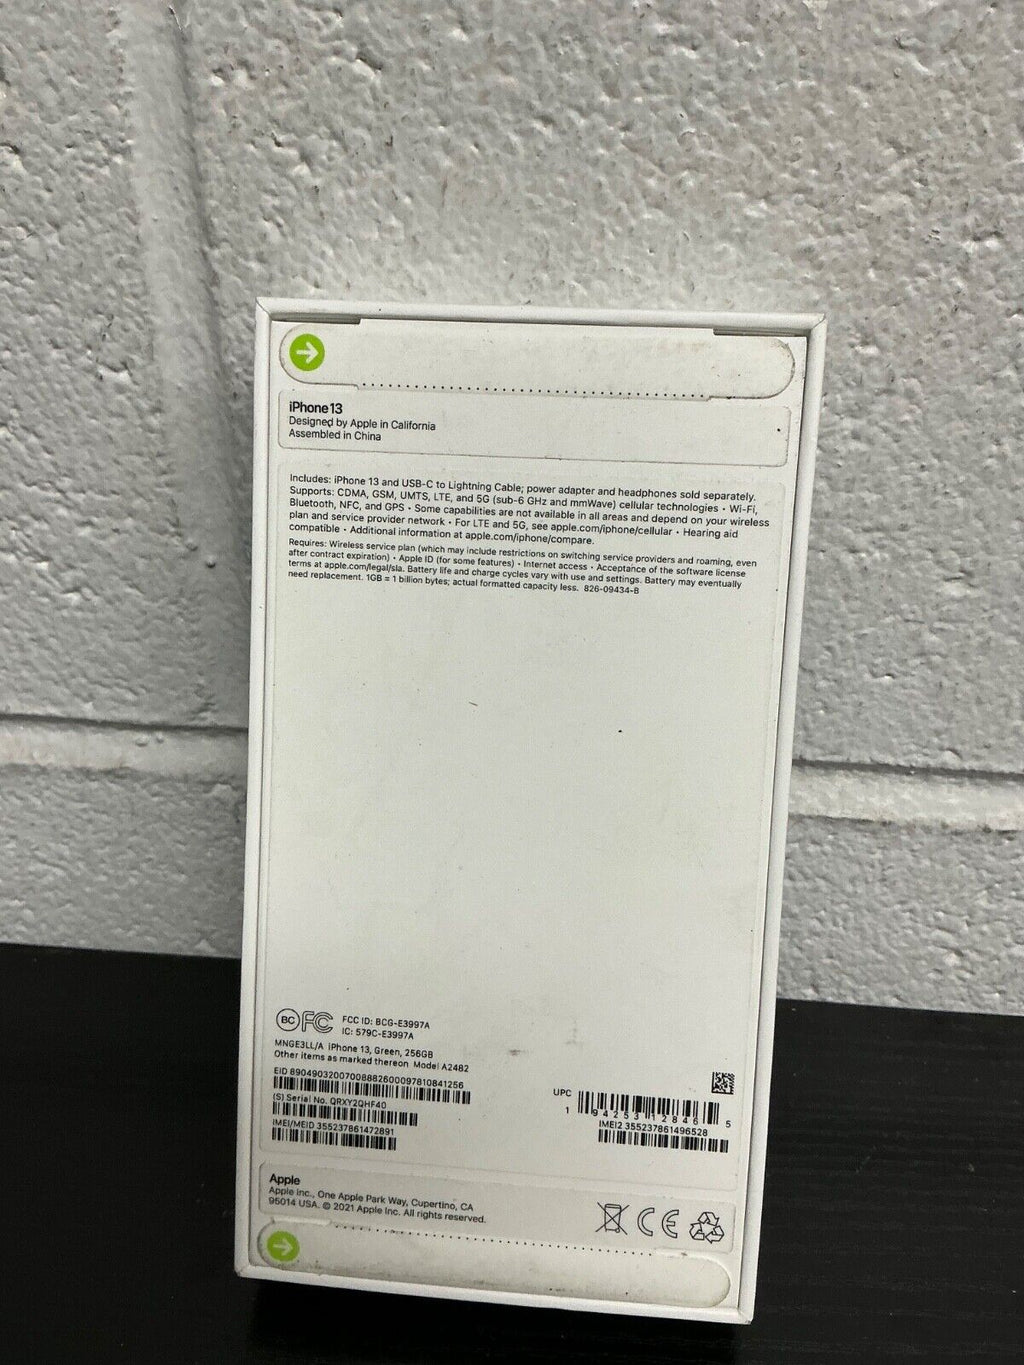 iPhone 13
Designed by Apple in California
Assembled in China
Includes: iPhone 13 and USB-C to Lightning Cable; power adapter and headphones sold separately.
Supports: CDMA, GSM, UMTS, LTE, and 5G (sub-6 GHz and mmWave) cellular technologies • Wi-Fi,
Bluetooth, NFC, and GPS • Some capabilities are not available in all areas and depend on your wireless
plan and service provider network • For LTE and 5G, see apple.com/iphone/cellular • Hearing aid
compatible • Additional information at apple.com/iphone/compare.
Requires: Wireless service plan (which may include restrictions on switching service providers and roaming, even
after contract expiration) • Apple ID (for some features) • Internet access • Acceptance of the software license
terms at apple.com/legal/sla. Battery life and charge cycles vary with use and settings. Battery may eventually
need replacement. 1GB = 1 billion bytes; actual formatted capacity less. 826-09434-B
BC FC FCC ID: BCG-E3997A
IC: 579C-E3997A
MNGE3LL/A iPhone 13, Green, 256GB
Other items as marked thereon Model A2482
EID 89049032007008882600097810841256
(S) Serial No. QRXY2QHF40
IMEI/MEID 355237861472891
UPC
1 94253 12846 5
IMEI2 355237861496528
Apple
Apple Inc., One Apple Park Way, Cupertino, CA
95014 USA. © 2021 Apple Inc. All rights reserved.
CE